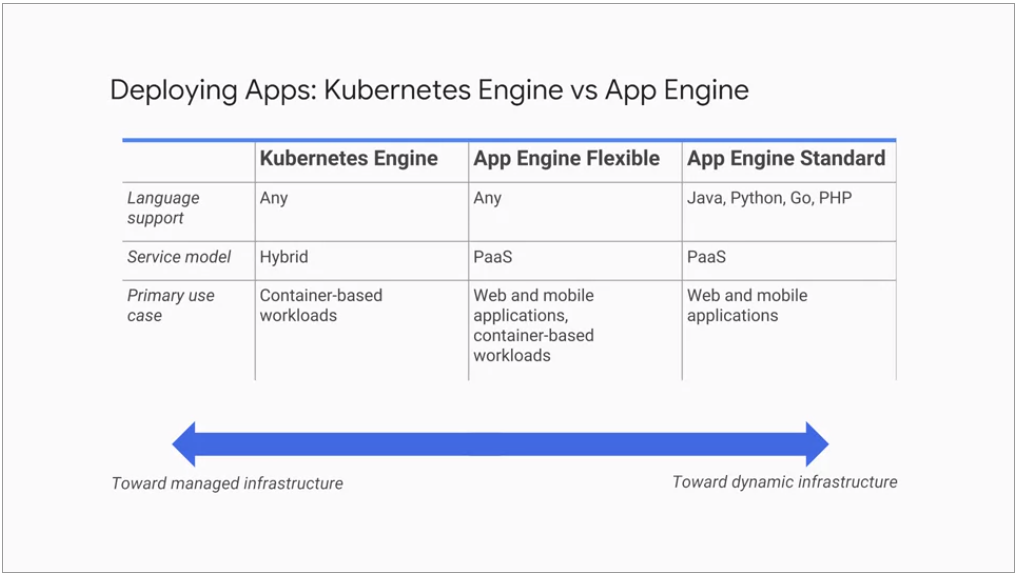 Deploying Apps: Kubernetes Engine vs App Engine
Kubernetes Engine
App Engine Flexible
App Engine Standard
Language
support
Any
Any
Java, Python, Go, PHP
Service model
Hybrid
PaaS
PaaS
Primary use
case
Container-based
workloads
Web and mobile
applications,
container-based
workloads
Web and mobile
applications
Toward managed infrastructure
Toward dynamic infrastructure